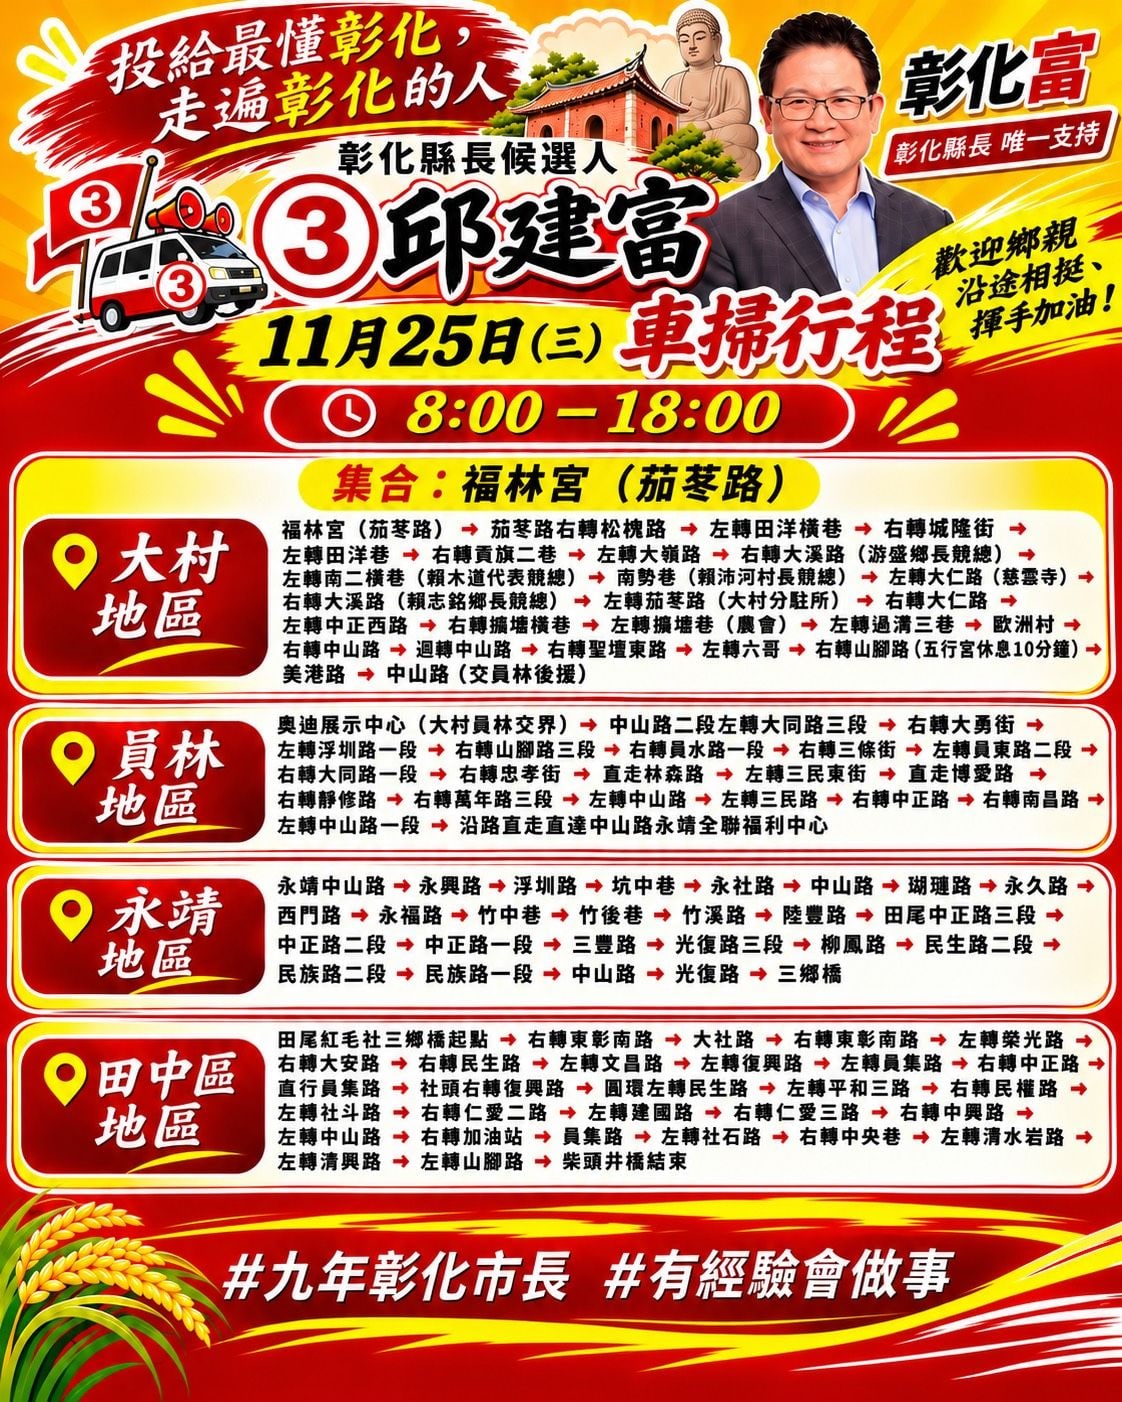 投給最懂彰化，
走遍彰化的人
彰化富
彰化縣長 唯一支持
彰化縣長候選人
3 邱建富
3
3
歡迎鄉親
沿途相挺、
揮手加油！
11月25日(三) 車掃行程
8:00－18:00
集合：福林宮（茄苳路）
大村
地區
福林宮（茄苳路） → 茄苳路右轉松槐路 → 左轉田洋橫巷 → 右轉城隆街 →
左轉田洋巷 → 右轉貢旗二巷 → 左轉大嶺路 → 右轉大溪路（游盛鄉長競總） →
左轉南二橫巷（賴木道代表競總） → 南勢巷（賴沛河村長競總） → 左轉大仁路（慈雲寺） →
右轉大溪路（賴志銘鄉長競總） → 左轉茄苳路（大村分駐所） → 右轉大仁路 →
左轉中正西路 → 右轉擴塘橫巷 → 左轉擴塘巷（農會） → 左轉過溝三巷 → 歐洲村 →
右轉中山路 → 迴轉中山路 → 右轉聖壇東路 → 左轉六哥 → 右轉山腳路(五行宮休息10分鐘) →
美港路 → 中山路（交員林後援）
員林
地區
奧迪展示中心（大村員林交界） → 中山路二段左轉大同路三段 → 右轉大勇街 →
左轉浮圳路一段 → 右轉山腳路三段 → 右轉員水路一段 → 右轉三條街 → 左轉員東路二段 →
右轉大同路一段 → 右轉忠孝街 → 直走林森路 → 左轉三民東街 → 直走博愛路 →
右轉靜修路 → 右轉萬年路三段 → 左轉中山路 → 左轉三民路 → 右轉中正路 → 右轉南昌路 →
左轉中山路一段 → 沿路直走直達中山路永靖全聯福利中心
永靖
地區
永靖中山路 → 永興路 → 浮圳路 → 坑中巷 → 永社路 → 中山路 → 瑚璉路 → 永久路 →
西門路 → 永福路 → 竹中巷 → 竹後巷 → 竹溪路 → 陸豐路 → 田尾中正路三段 →
中正路二段 → 中正路一段 → 三豐路 → 光復路三段 → 柳鳳路 → 民生路二段 →
民族路二段 → 民族路一段 → 中山路 → 光復路 → 三鄉橋
田中區
地區
田尾紅毛社三鄉橋起點 → 右轉東彰南路 → 大社路 → 右轉東彰南路 → 左轉榮光路 →
右轉大安路 → 右轉民生路 → 左轉文昌路 → 左轉復興路 → 左轉員集路 → 右轉中正路 →
直行員集路 → 社頭右轉復興路 → 圓環左轉民生路 → 左轉平和三路 → 右轉民權路 →
左轉社斗路 → 右轉仁愛二路 → 左轉建國路 → 右轉仁愛三路 → 右轉中興路 →
左轉中山路 → 右轉加油站 → 員集路 → 左轉社石路 → 右轉中央巷 → 左轉清水岩路 →
左轉清興路 → 左轉山腳路 → 柴頭井橋結束
#九年彰化市長 #有經驗會做事